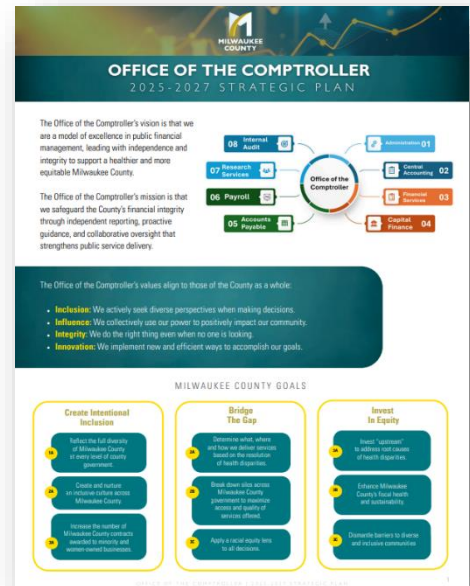 MILWAUKEE
COUNTY
OFFICE OF THE COMPTROLLER
2025-2027 STRATEGIC PLAN
The Office of the Comptroller's vision is that we
are a model of excellence in public financial
management, leading with independence and
integrity to support a healthier and more
equitable Milwaukee County.
The Office of the Comptroller's mission is that
we safeguard the County's financial integrity
through independent reporting, proactive
guidance, and collaborative oversight that
strengthens public service delivery.
08 Internal
Audit
07 Research
Services
06 Payroll
05 Accounts
Payable
Office of the
Comptroller
Administration 01
Central
Accounting 02
Financial
Services 03
Capital
Finance 04
The Office of the Comptroller's values align to those of the County as a whole:
• Inclusion: We actively seek diverse perspectives when making decisions.
• Influence: We collectively use our power to positively impact our community.
• Integrity: We do the right thing even when no one is looking.
• Innovation: We implement new and efficient ways to accomplish our goals.
MILWAUKEE COUNTY GOALS
Create Intentional
Inclusion
Reflect the full diversity
of Milwaukee County
at every level of county
government.
Create and nurture
an inclusive culture across
Milwaukee County.
Increase the number of
Milwaukee County contracts
awarded to minority and
women-owned businesses.
Bridge
The Gap
Determine what, where
and how we deliver services
based on the resolution
of health disparities.
Break down silos across
Milwaukee County
government to maximize
access and quality of
services offered.
Apply a racial equity lens
to all decisions.
Invest
In Equity
Invest "upstream"
to address root causes
of health disparities.
Enhance Milwaukee
County's fiscal health
and sustainability.
Dismantle barriers to diverse
and inclusive communities
OFFICE OF THE COMPTROLLER | 2025-2027 STRATEGIC PLAN